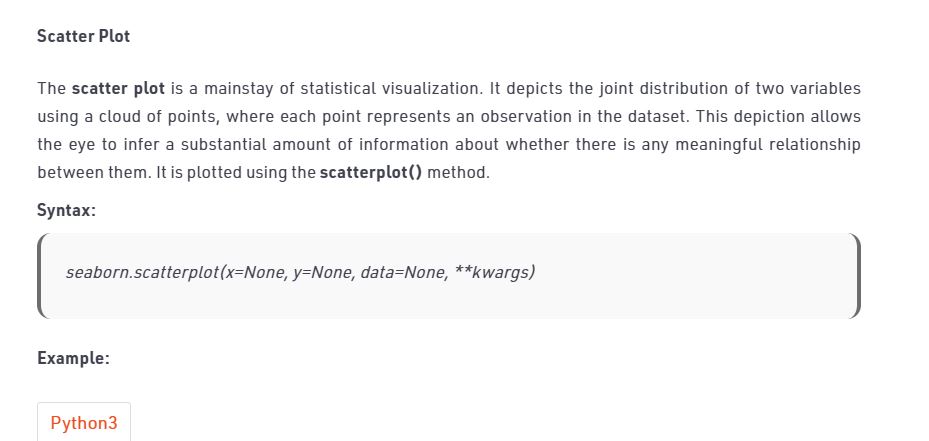 Scatter Plot
The scatter plot is a mainstay of statistical visualization. It depicts the joint distribution of two variables
using a cloud of points, where each point represents an observation in the dataset. This depiction allows
the eye to infer a substantial amount of information about whether there is any meaningful relationship
between them. It is plotted using the scatterplot() method.
Syntax:
seaborn.scatterplot(x=None, y=None, data=None, **kwargs)
Example:
Python3